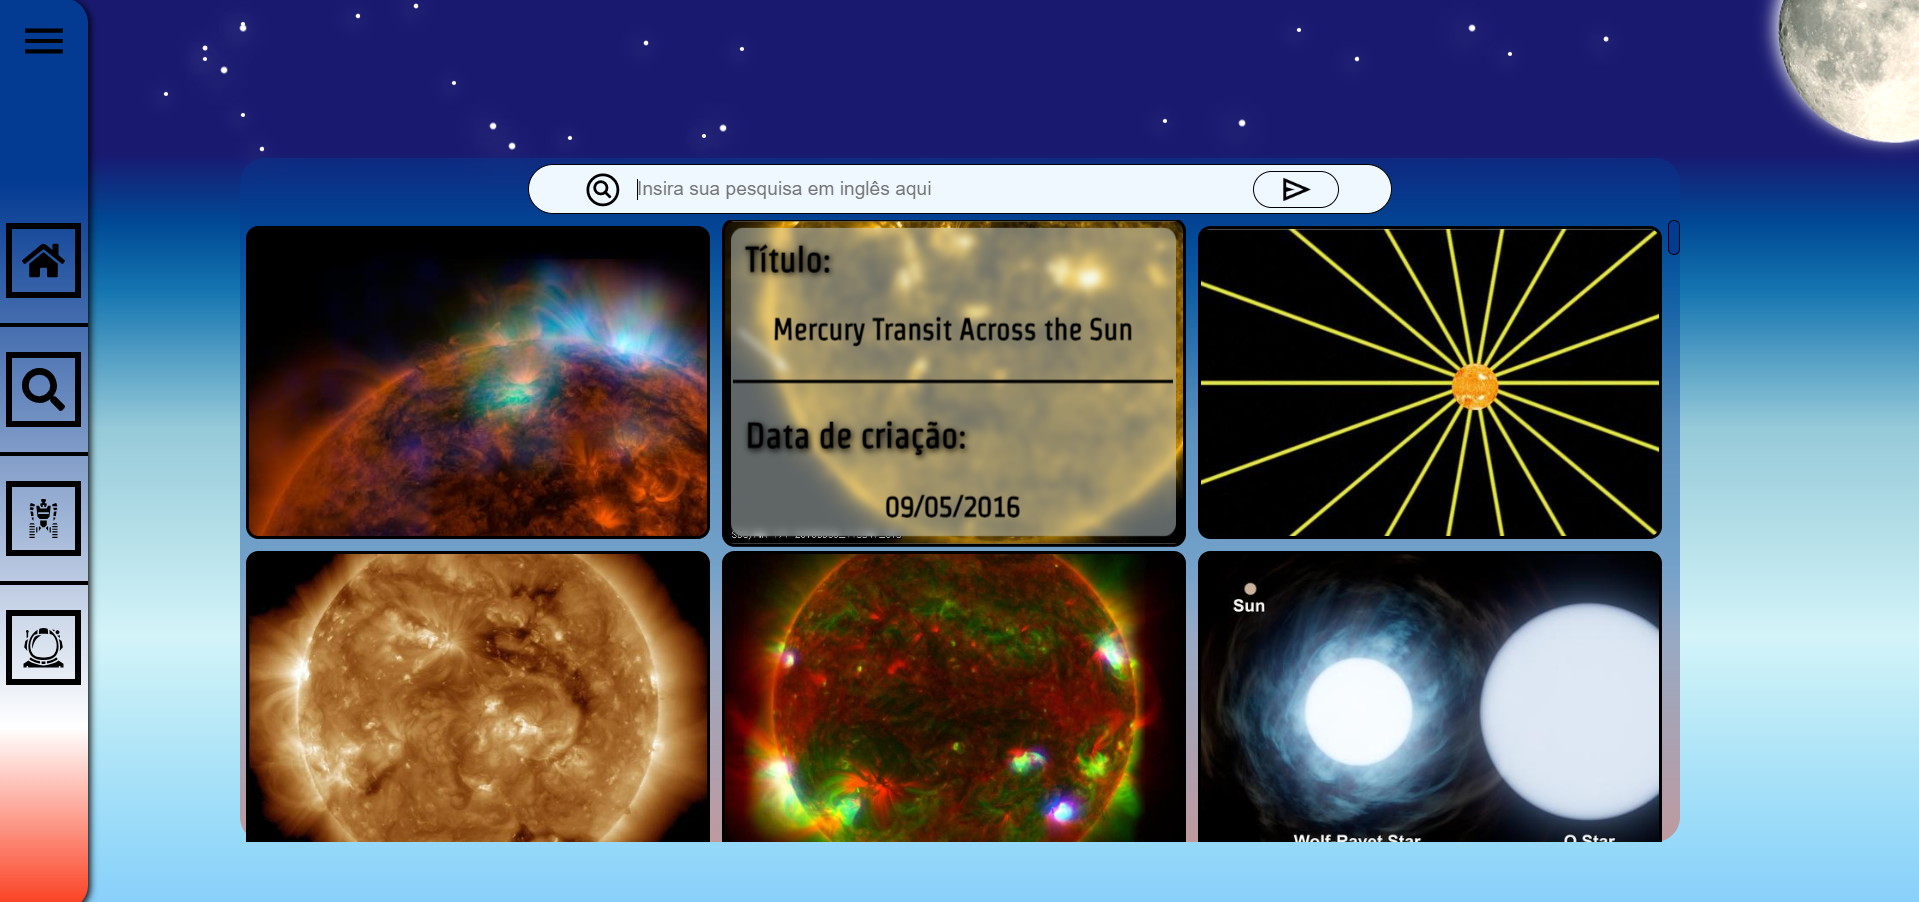 Insira sua pesquisa em inglês aqui
Título:
Mercury Transit Across the Sun
Data de criação:
09/05/2016
Sun
Wolf-Rayet Star
O Star